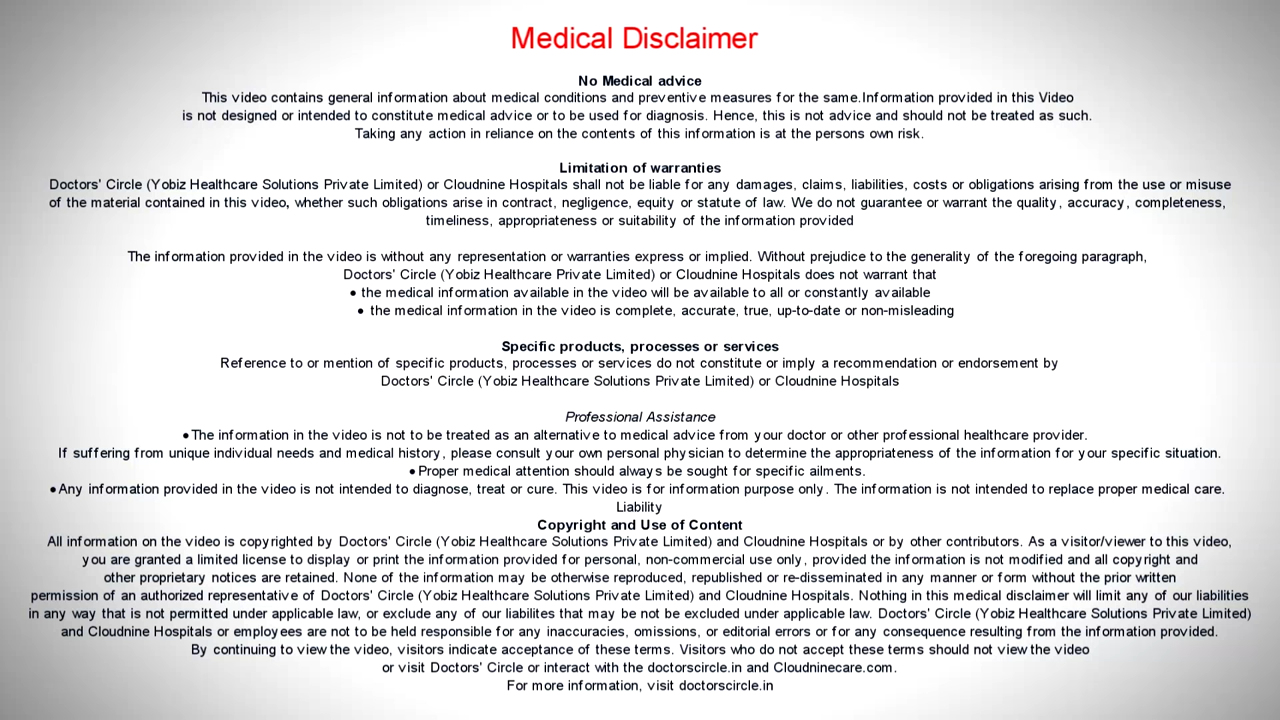 Medical Disclaimer
No Medical advice
This video contains general information about medical conditions and preventive measures for the same.Information provided in this Video
is not designed or intended to constitute medical advice or to be used for diagnosis. Hence, this is not advice and should not be treated as such.
Taking any action in reliance on the contents of this information is at the persons own risk.
Limitation of warranties
Doctors' Circle (Yobiz Healthcare Solutions Private Limited) or Cloudnine Hospitals shall not be liable for any damages, claims, liabilities, costs or obligations arising from the use or misuse
of the material contained in this video, whether such obligations arise in contract, negligence, equity or statute of law. We do not guarantee or warrant the quality, accuracy, completeness,
timeliness, appropriateness or suitability of the information provided
The information provided in the video is without any representation or warranties express or implied. Without prejudice to the generality of the foregoing paragraph,
Doctors' Circle (Yobiz Healthcare Private Limited) or Cloudnine Hospitals does not warrant that
• the medical information available in the video will be available to all or constantly available
• the medical information in the video is complete, accurate, true, up-to-date or non-misleading
Specific products, processes or services
Reference to or mention of specific products, processes or services do not constitute or imply a recommendation or endorsement by
Doctors' Circle (Yobiz Healthcare Solutions Private Limited) or Cloudnine Hospitals
Professional Assistance
•The information in the video is not to be treated as an alternative to medical advice from your doctor or other professional healthcare provider.
If suffering from unique individual needs and medical history, please consult your own personal physician to determine the appropriateness of the information for your specific situation.
•Proper medical attention should always be sought for specific ailments.
•Any information provided in the video is not intended to diagnose, treat or cure. This video is for information purpose only. The information is not intended to replace proper medical care.
Liability
Copyright and Use of Content
All information on the video is copyrighted by Doctors' Circle (Yobiz Healthcare Solutions Private Limited) and Cloudnine Hospitals or by other contributors. As a visitor/viewer to this video,
you are granted a limited license to display or print the information provided for personal, non-commercial use only, provided the information is not modified and all copyright and
other proprietary notices are retained. None of the information may be otherwise reproduced, republished or re-disseminated in any manner or form without the prior written
permission of an authorized representative of Doctors' Circle (Yobiz Healthcare Solutions Private Limited) and Cloudnine Hospitals. Nothing in this medical disclaimer will limit any of our liabilities
in any way that is not permitted under applicable law, or exclude any of our liabilites that may be not be excluded under applicable law. Doctors' Circle (Yobiz Healthcare Solutions Private Limited)
and Cloudnine Hospitals or employees are not to be held responsible for any inaccuracies, omissions, or editorial errors or for any consequence resulting from the information provided.
By continuing to view the video, visitors indicate acceptance of these terms. Visitors who do not accept these terms should not view the video
or visit Doctors' Circle or interact with the doctorscircle.in and Cloudninecare.com.
For more information, visit doctorscircle.in